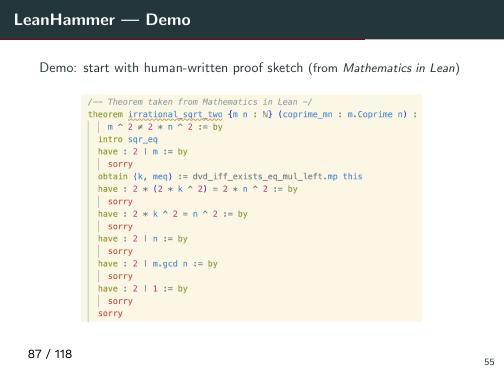 LeanHammer — Demo
Demo: start with human-written proof sketch (from Mathematics in Lean)
/-- Theorem taken from Mathematics in Lean -/
theorem irrational_sqrt_two {m n : ℕ} (coprime_mn : m.Coprime n) :
m ^ 2 ≠ 2 * n ^ 2 := by
intro sqr_eq
have : 2 ∣ m := by
sorry
obtain ⟨k, meq⟩ := dvd_iff_exists_eq_mul_left.mp this
have : 2 * (2 * k ^ 2) = 2 * n ^ 2 := by
sorry
have : 2 * k ^ 2 = n ^ 2 := by
sorry
have : 2 ∣ n := by
sorry
have : 2 ∣ m.gcd n := by
sorry
have : 2 ∣ 1 := by
sorry
sorry
87 / 118
55